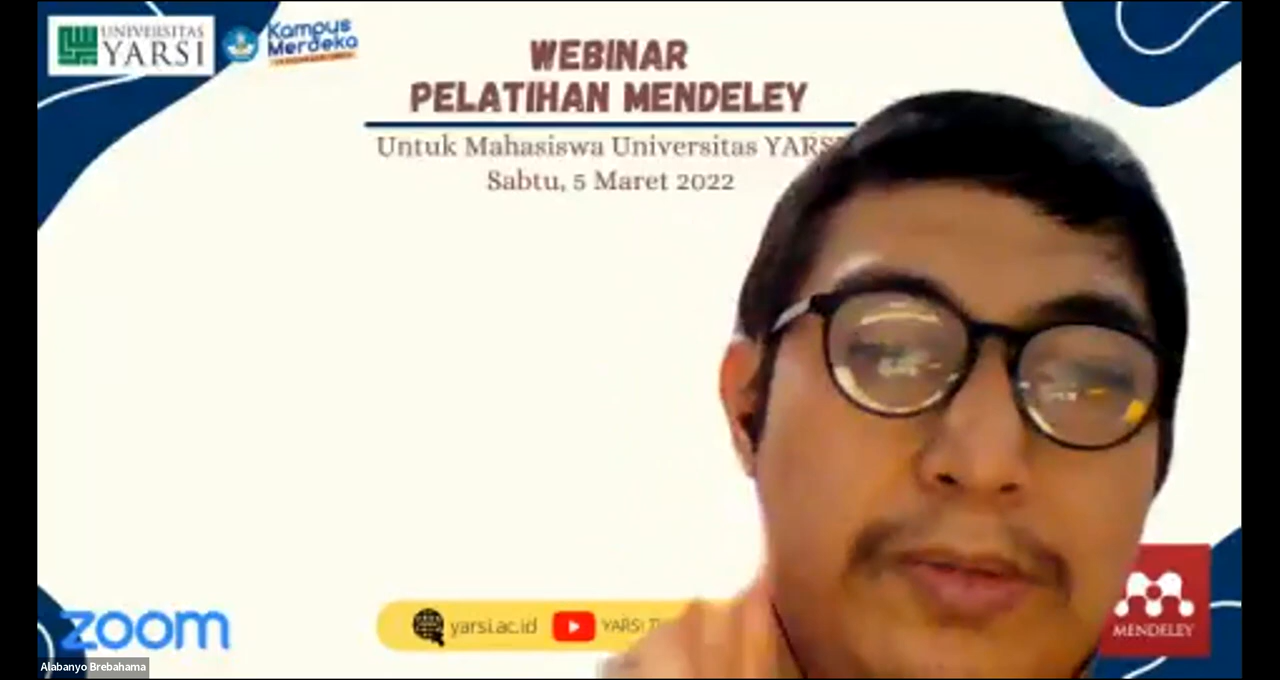 UNIVERSITAS
YARSI
Kampus
Merdeka
WEBINAR
PELATIHAN MENDELEY
Untuk Mahasiswa Universitas YARSI
Sabtu, 5 Maret 2022
zoom
yarsi.ac.id
YARSI
MENDELEY
Alabanyo Brebahama